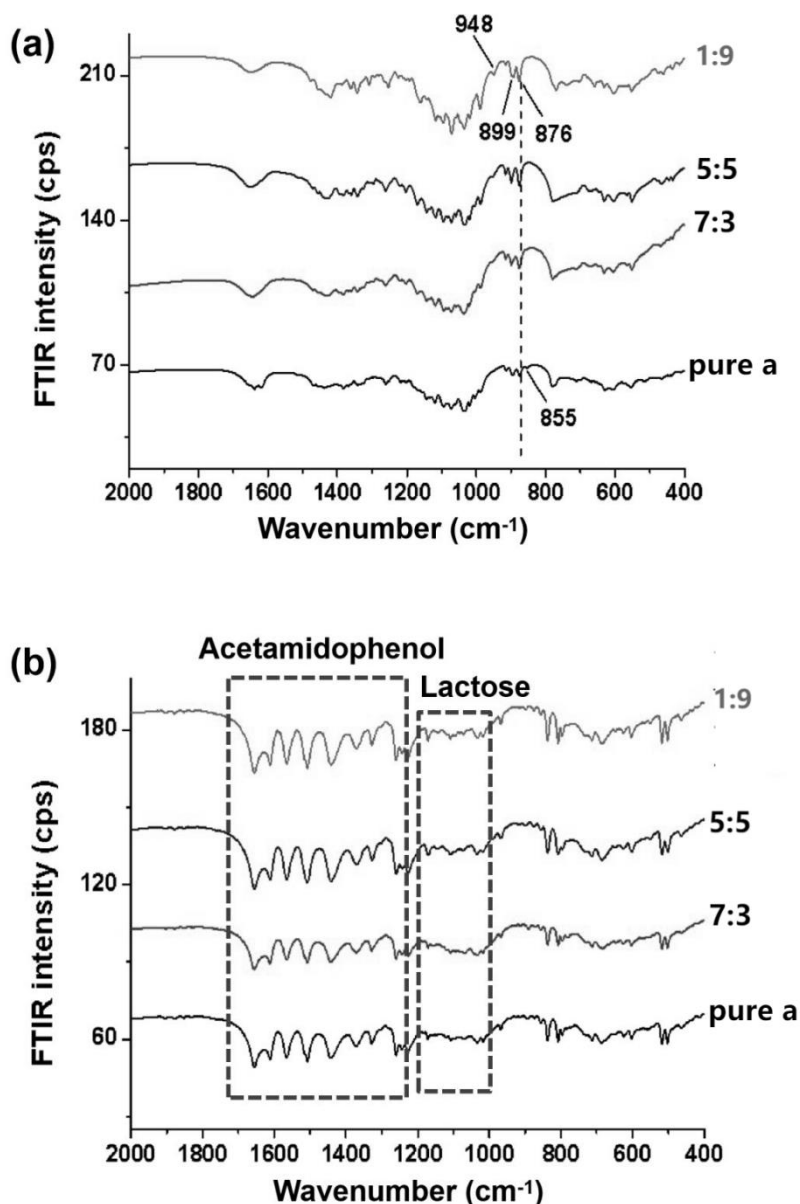 (a)
948
1:9
210
899 876
5:5
140
7:3
70
pure a
855
FTIR intensity (cps)
2000 1800 1600 1400 1200 1000 800 600 400
Wavenumber (cm-1)
(b)
Acetamidophenol
Lactose
1:9
180
5:5
120
7:3
60
pure a
FTIR intensity (cps)
2000 1800 1600 1400 1200 1000 800 600 400
Wavenumber (cm-1)